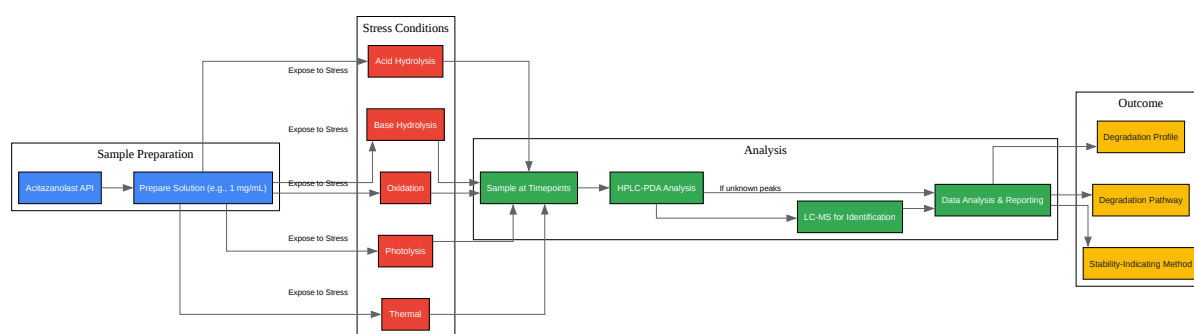 Stress Conditions
Acid Hydrolysis
Expose to Stress
Outcome
Degradation Profile
Expose to Stress
Base Hydrolysis
Sample Preparation
Analysis
Acitazanolast API
Prepare Solution (e.g., 1 mg/mL)
Expose to Stress
Oxidation
Sample at Timepoints
HPLC-PDA Analysis
If unknown peaks
LC-MS for Identification
Data Analysis & Reporting
Degradation Pathway
Expose to Stress
Photolysis
Stability-Indicating Method
Expose to Stress
Thermal